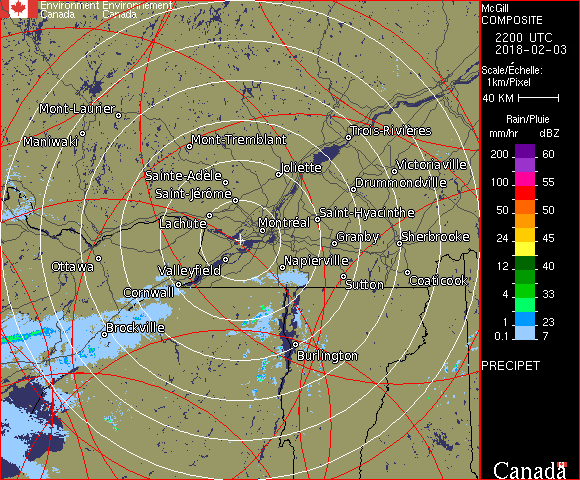 Environment Environnement
Canada Canada
McGill
COMPOSITE
2200 UTC
2018-02-03
Scale/Échelle:
1km/Pixel
40 KM
Rain/Pluie
mm/hr dBZ
200 60
150 57
100 55
50 50
24 45
12 40
4 33
1 23
0.1 7
PRECIPET
Canada
Mont-Laurier
Maniwaki
Mont-Tremblant
Trois-Rivières
Joliette
Victoriaville
Sainte-Adèle
Drummondville
Saint-Jérôme
Saint-Hyacinthe
Lachute
Montréal
Granby
Sherbrooke
Ottawa
Valleyfield
Napierville
Sutton
Coaticook
Cornwall
Brockville
Burlington